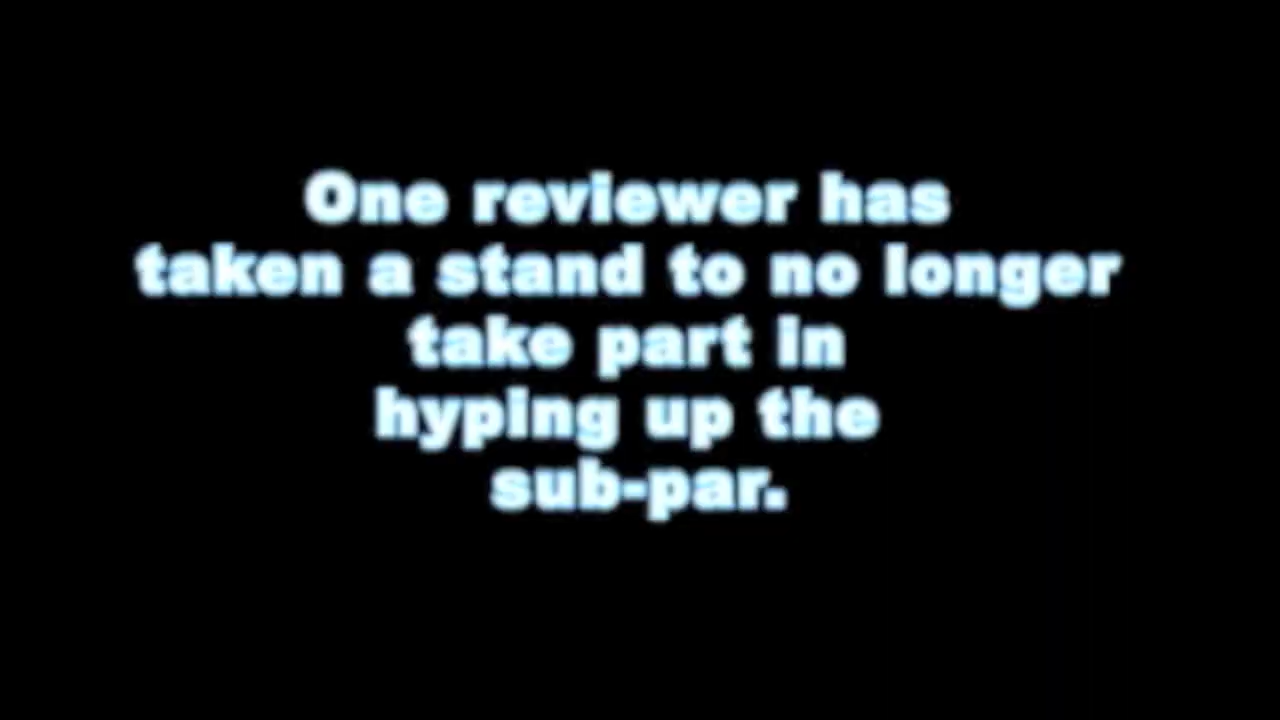 One reviewer has
taken a stand to no longer
take part in
hyping up the
sub-par.